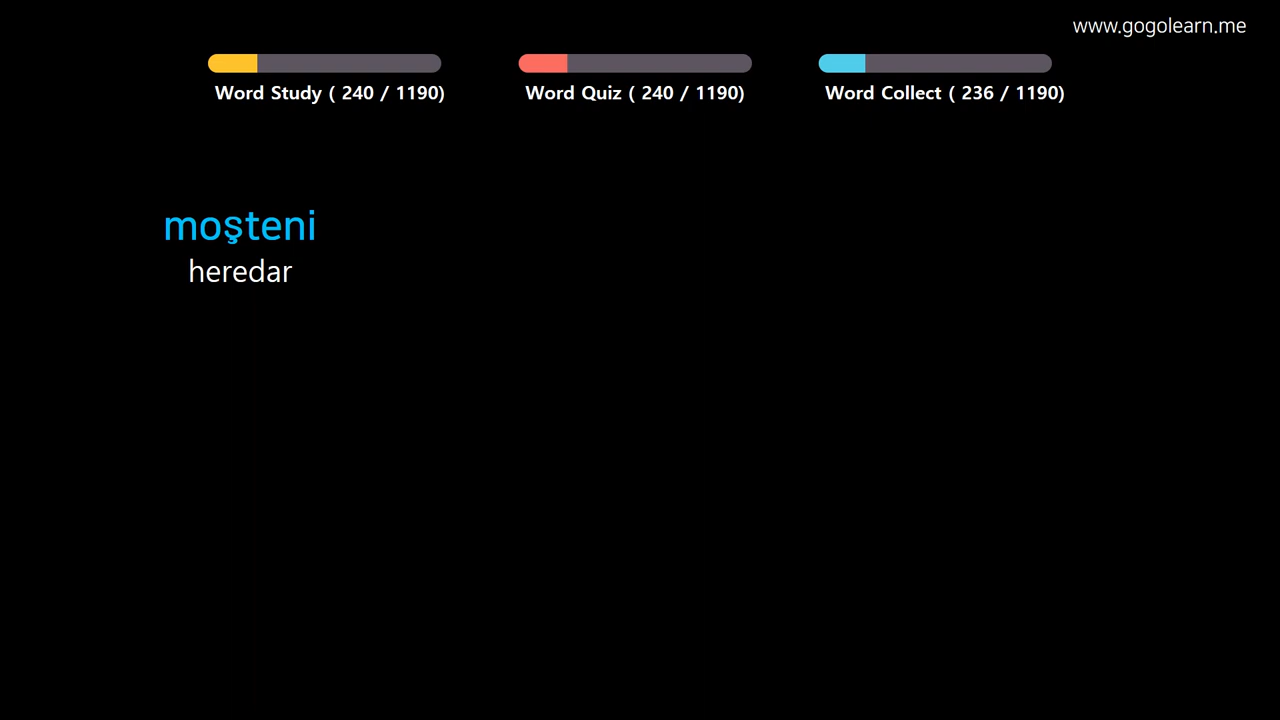 www.gogolearn.me
Word Study ( 240 / 1190)
Word Quiz ( 240 / 1190)
Word Collect ( 236 / 1190)
moşteni
heredar